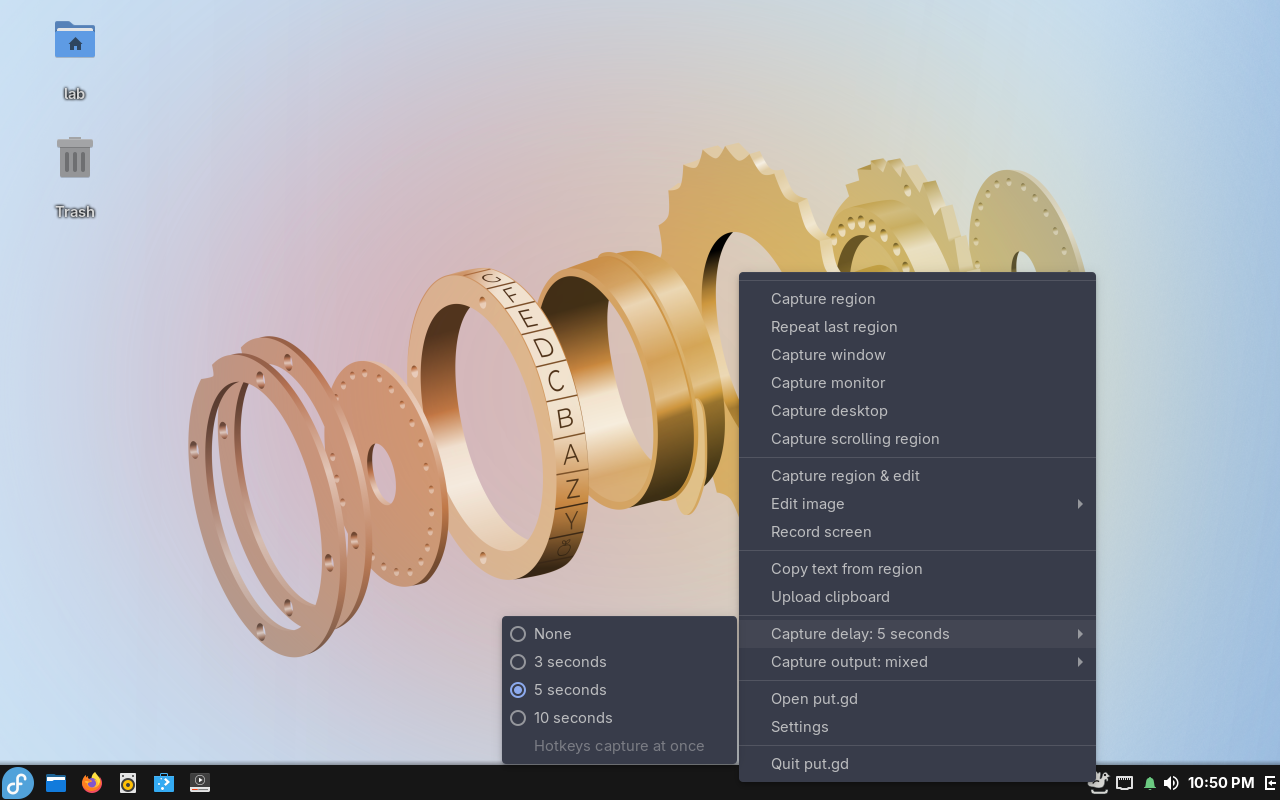 lab
Trash
G
F
E
D
C
B
A
Z
Y
Capture region
Repeat last region
Capture window
Capture monitor
Capture desktop
Capture scrolling region
Capture region & edit
Edit image
Record screen
Copy text from region
Upload clipboard
Capture delay: 5 seconds
Capture output: mixed
Open put.gd
Settings
Quit put.gd
None
3 seconds
5 seconds
10 seconds
Hotkeys capture at once
10:50 PM